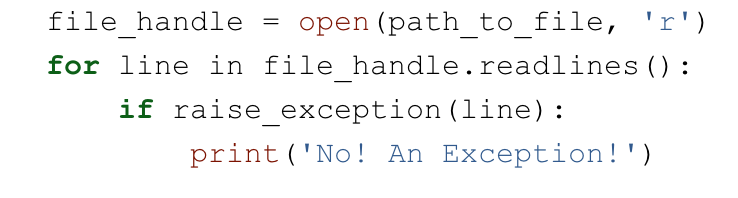 file_handle = open(path_to_file, 'r')
for line in file_handle.readlines():
    if raise_exception(line):
        print('No! An Exception!')